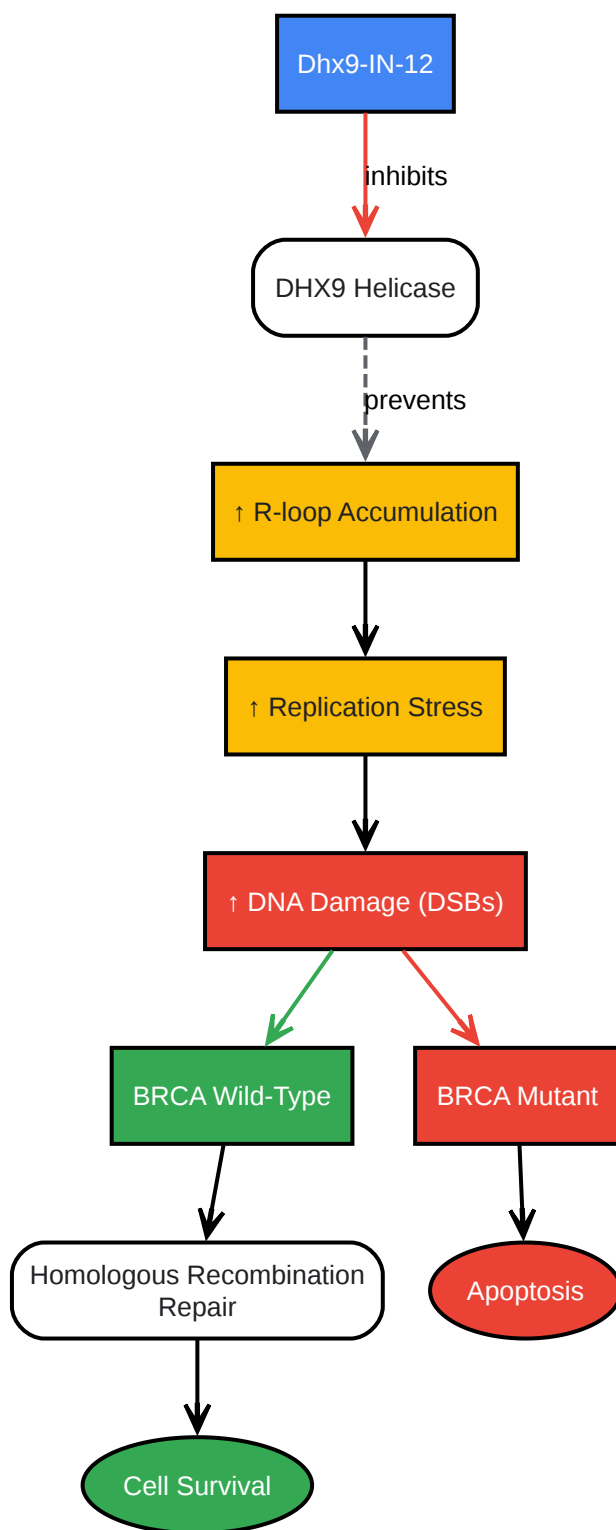 Dhx9-IN-12
inhibits
DHX9 Helicase
prevents
↑ R-loop Accumulation
↑ Replication Stress
↑ DNA Damage (DSBs)
BRCA Wild-Type
BRCA Mutant
Homologous Recombination
Repair
Apoptosis
Cell Survival